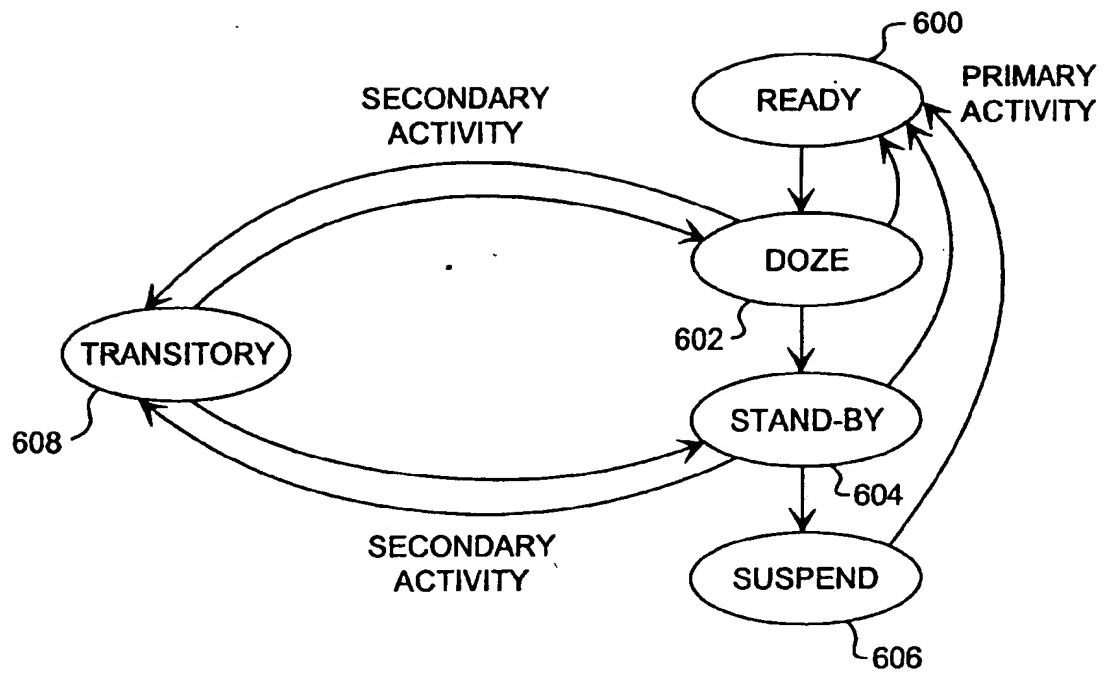 600
READY
PRIMARY
ACTIVITY
SECONDARY
ACTIVITY
DOZE
602
TRANSITORY
608
STAND-BY
604
SECONDARY
ACTIVITY
SUSPEND
606